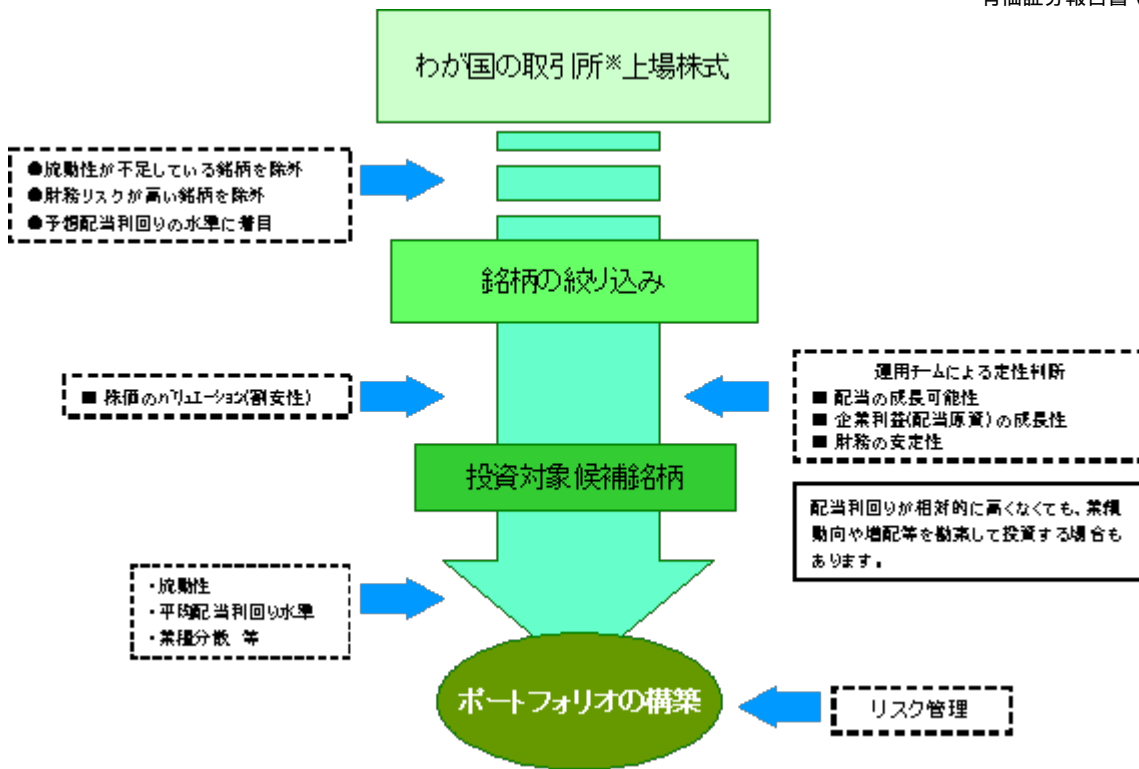 わが国の取引所※上場株式
●流動性が不足している銘柄を除外
●財務リスクが高い銘柄を除外
●予想配当利回りの水準に着目
銘柄の絞り込み
■ 株価のバリュエーション(割安性)
運用チームによる定性判断
■ 配当の成長可能性
■ 企業利益(配当原資)の成長性
■ 財務の安定性
投資対象候補銘柄
配当利回りが相対的に高くなくても、業績
動向や増配等を勘案して投資する場合も
あります。
・流動性
・平均配当利回り水準
・業種分散 等
ポートフォリオの構築
リスク管理